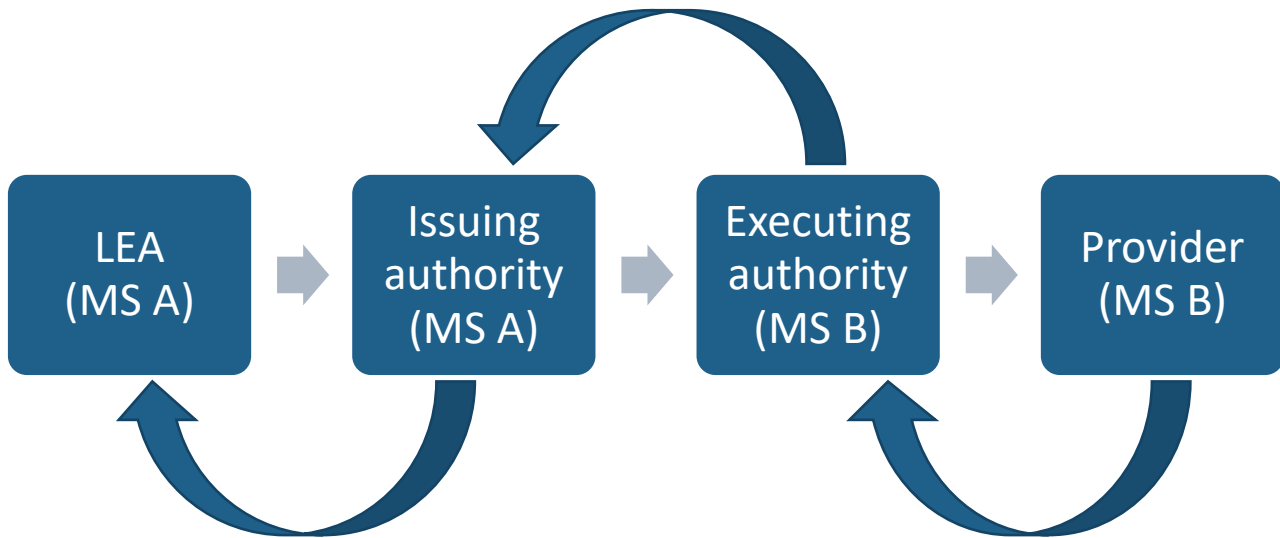 LEA
(MS A)
Issuing
authority
(MS A)
Executing
authority
(MS B)
Provider
(MS B)